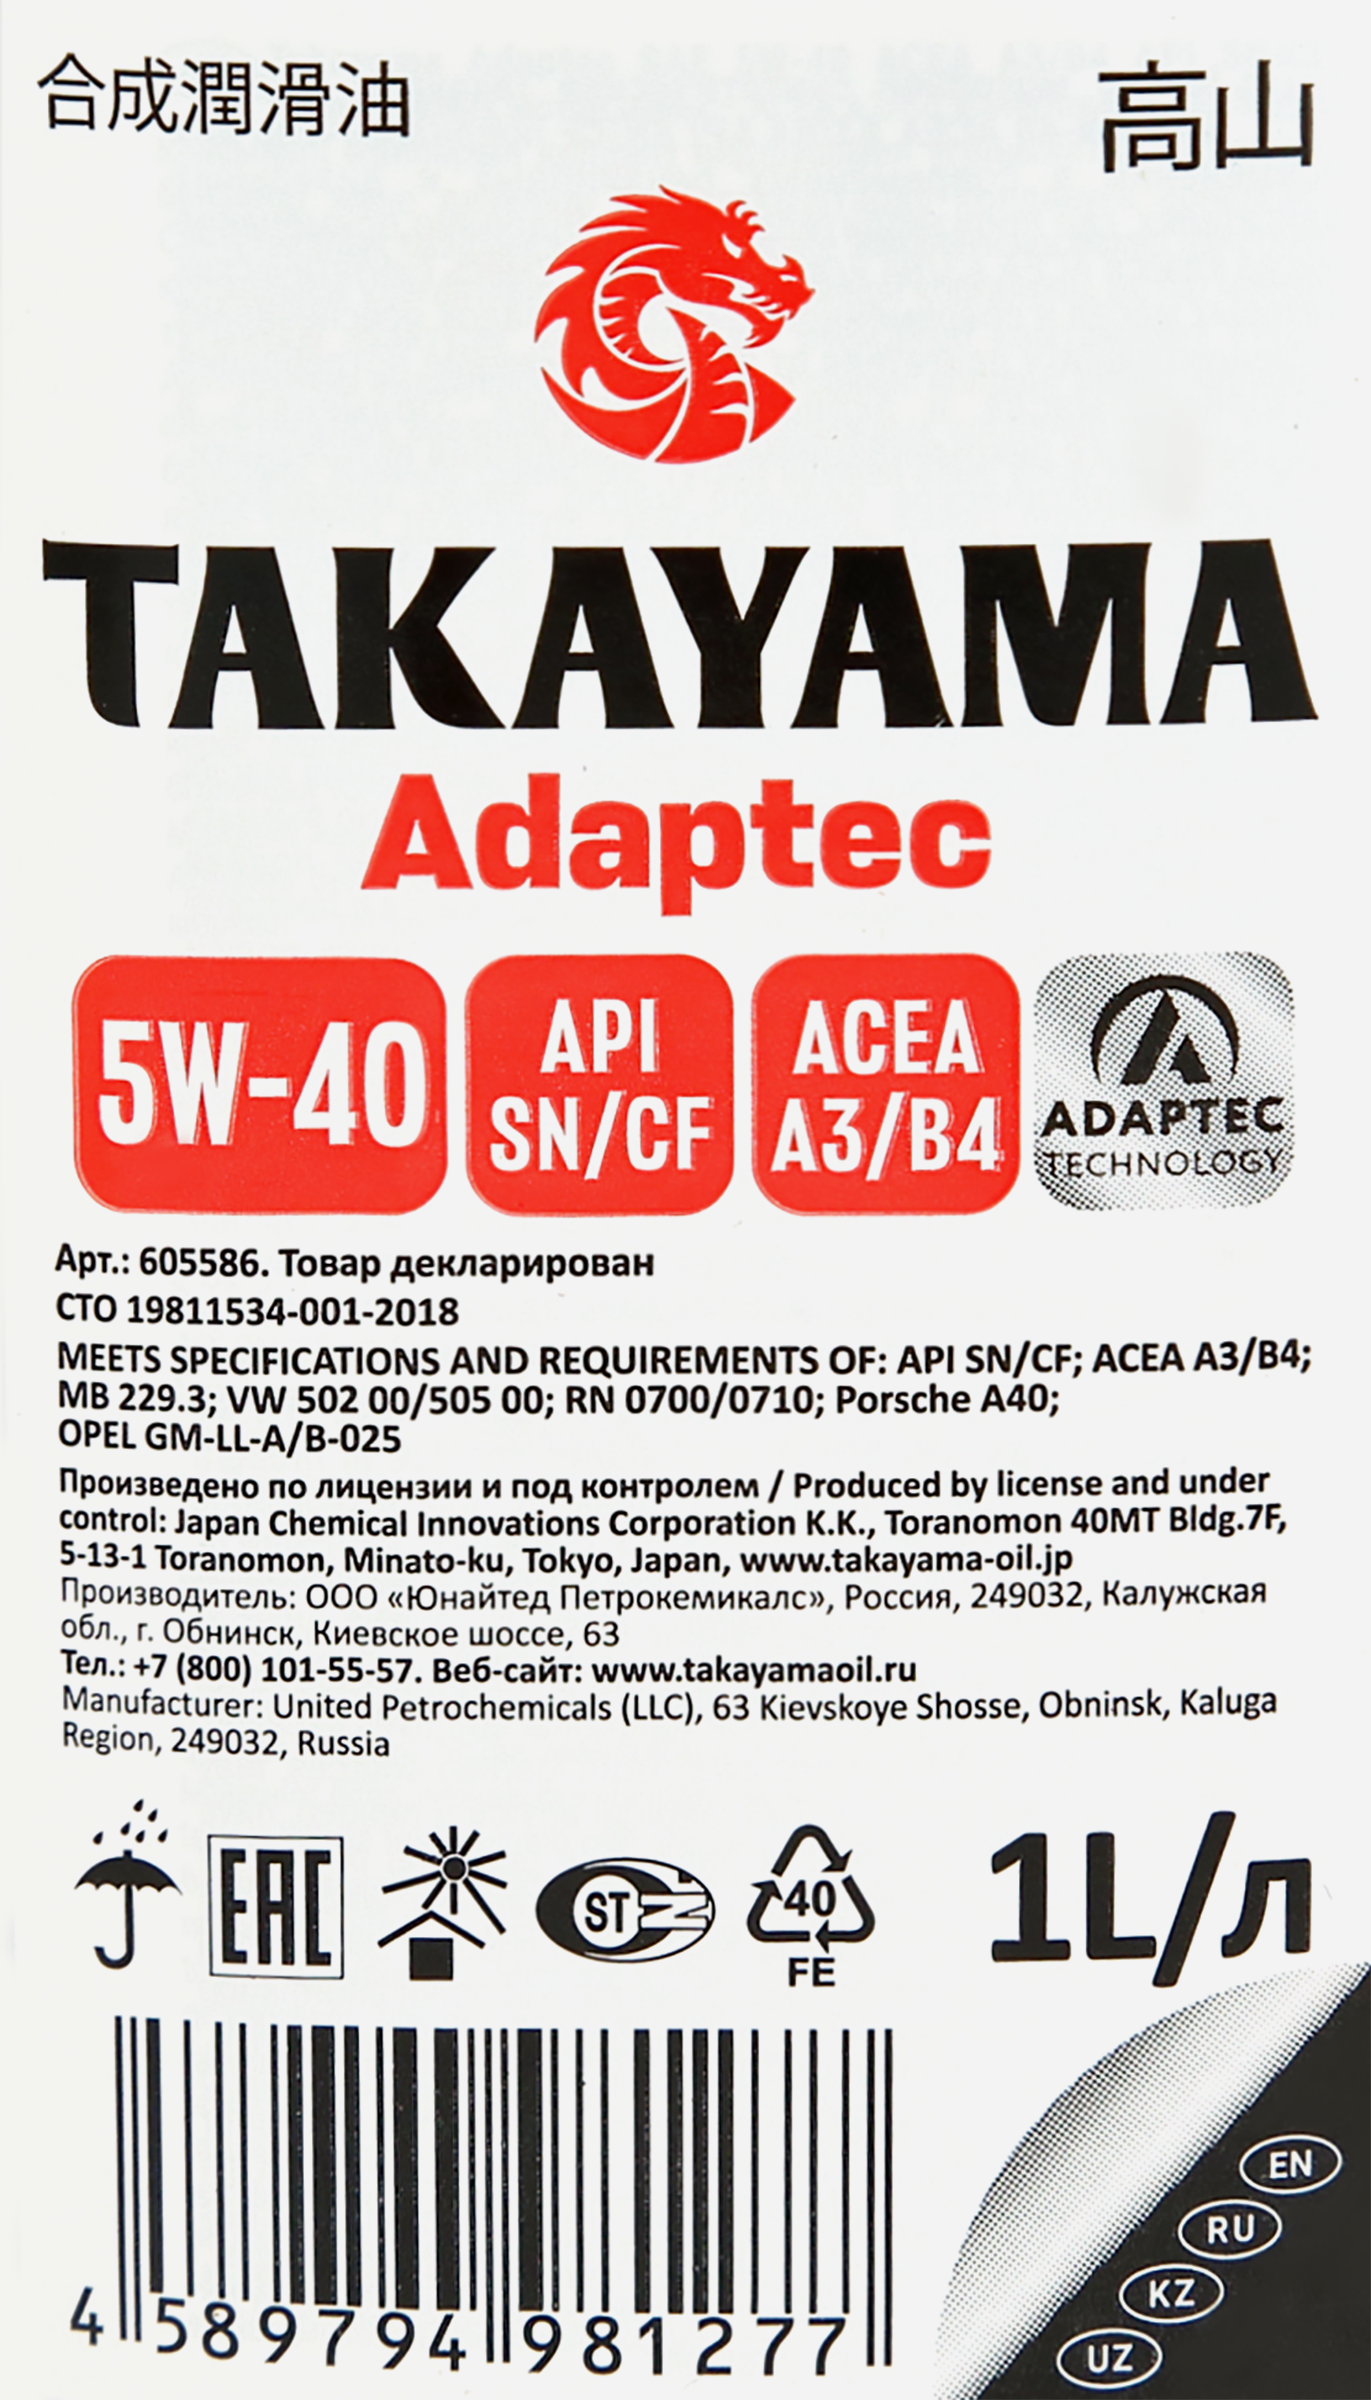 合成潤滑油
高山
TAKAYAMA
Adaptec
5W-40
API
SN/CF
ACEA
A3/B4
ADAPTEC
TECHNOLOGY
Арт.: 605586. Товар декларирован
СТО 19811534-001-2018
MEETS SPECIFICATIONS AND REQUIREMENTS OF: API SN/CF; ACEA A3/B4;
MB 229.3; VW 502 00/505 00; RN 0700/0710; Porsche A40;
OPEL GM-LL-A/B-025
Произведено по лицензии и под контролем / Produced by license and under
control: Japan Chemical Innovations Corporation K.K., Toranomon 40MT Bldg.7F,
5-13-1 Toranomon, Minato-ku, Tokyo, Japan, www.takayama-oil.jp
Производитель: ООО «Юнайтед Петрокемикалс», Россия, 249032, Калужская
обл., г. Обнинск, Киевское шоссе, 63
Тел.: +7 (800) 101-55-57. Веб-сайт: www.takayamaoil.ru
Manufacturer: United Petrochemicals (LLC), 63 Kievskoye Shosse, Obninsk, Kaluga
Region, 249032, Russia
EAC
ST
40
FE
1L/л
4 589794 981277
EN
RU
KZ
UZ